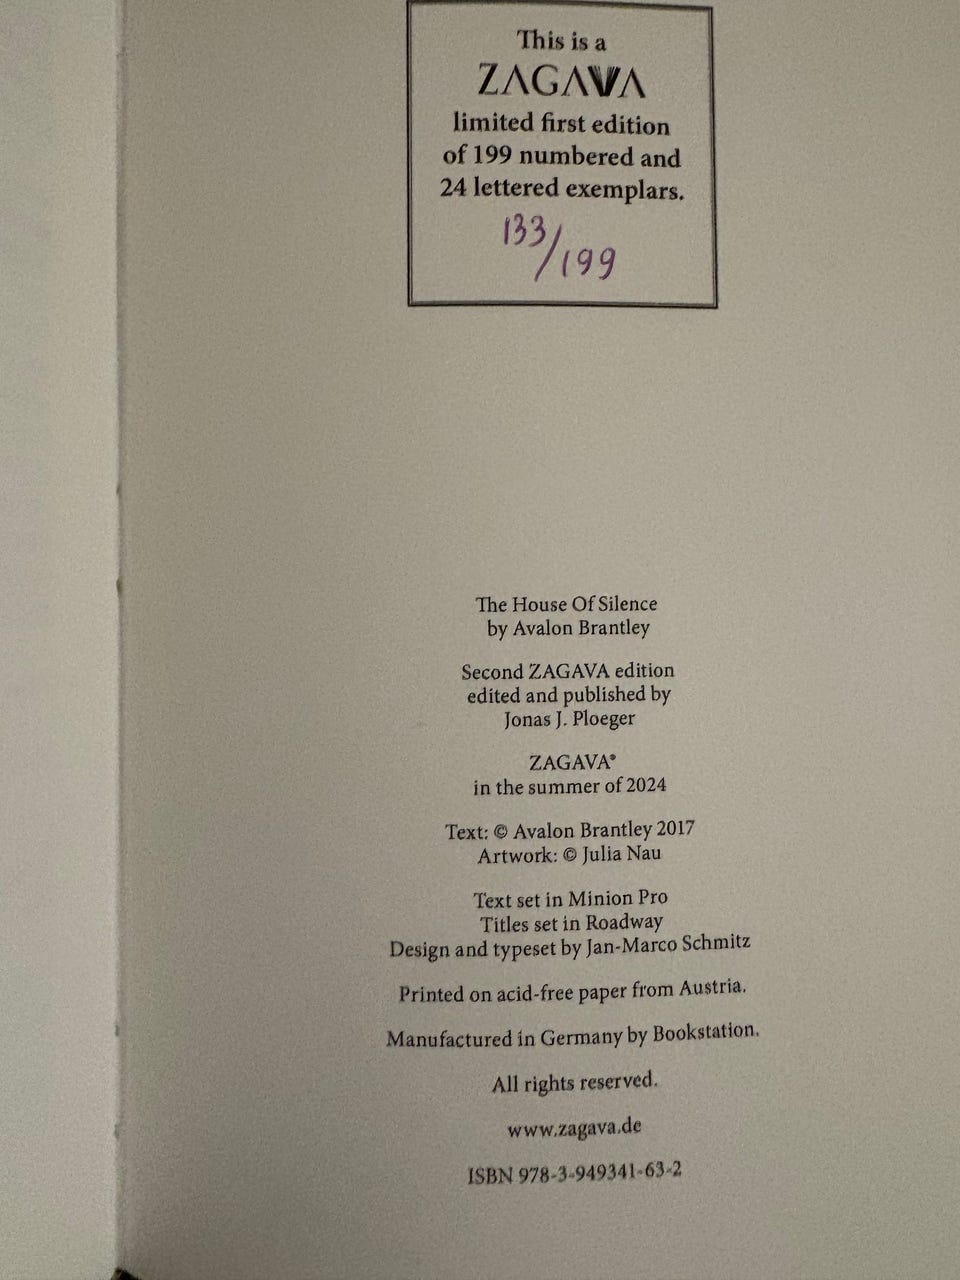 This is a
ZAGAVA
limited first edition
of 199 numbered and
24 lettered exemplars.
133/199
The House Of Silence
by Avalon Brantley
Second ZAGAVA edition
edited and published by
Jonas J. Ploeger
ZAGAVA®
in the summer of 2024
Text: © Avalon Brantley 2017
Artwork: © Julia Nau
Text set in Minion Pro
Titles set in Roadway
Design and typeset by Jan-Marco Schmitz
Printed on acid-free paper from Austria.
Manufactured in Germany by Bookstation.
All rights reserved.
www.zagava.de
ISBN 978-3-949341-63-2